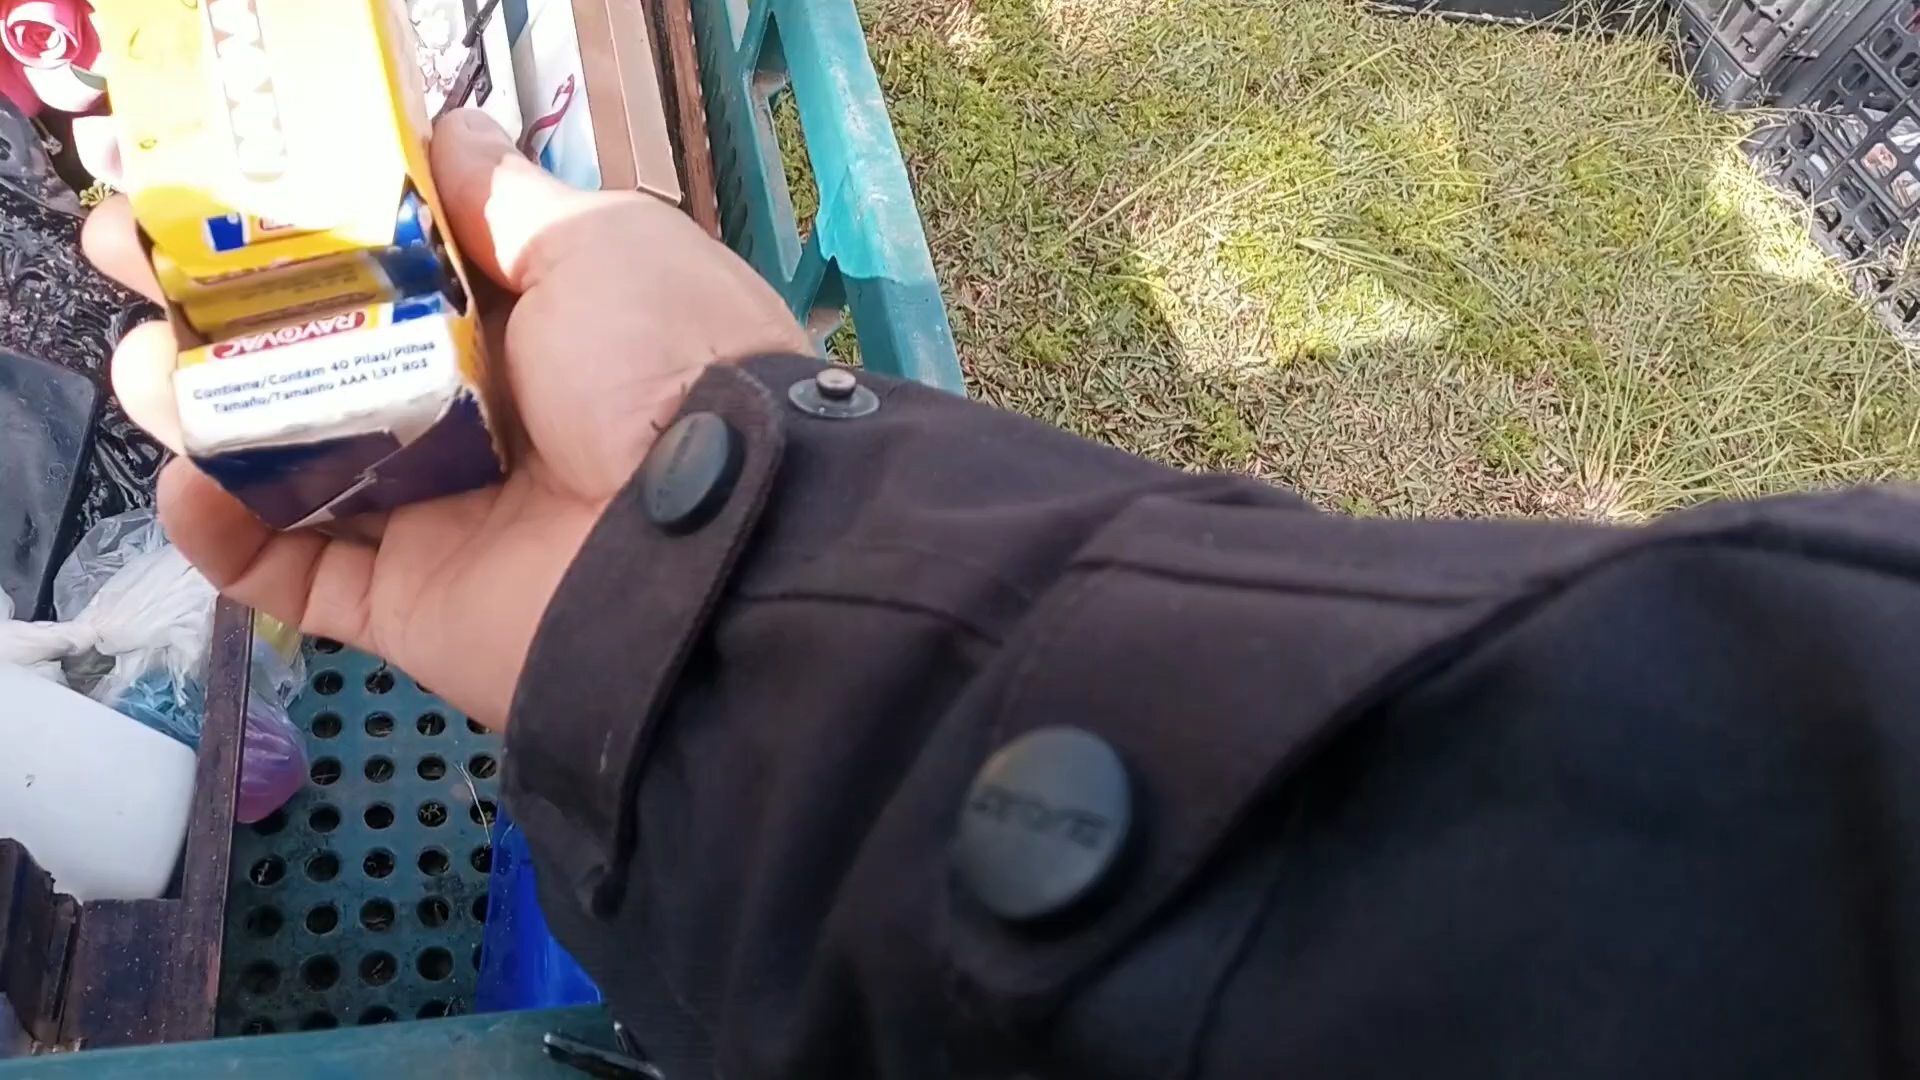 RAYOVAC
Contiene/Contém 40 Pilas/Pilhas
Tamaño/Tamanho AAA 1,5V R03